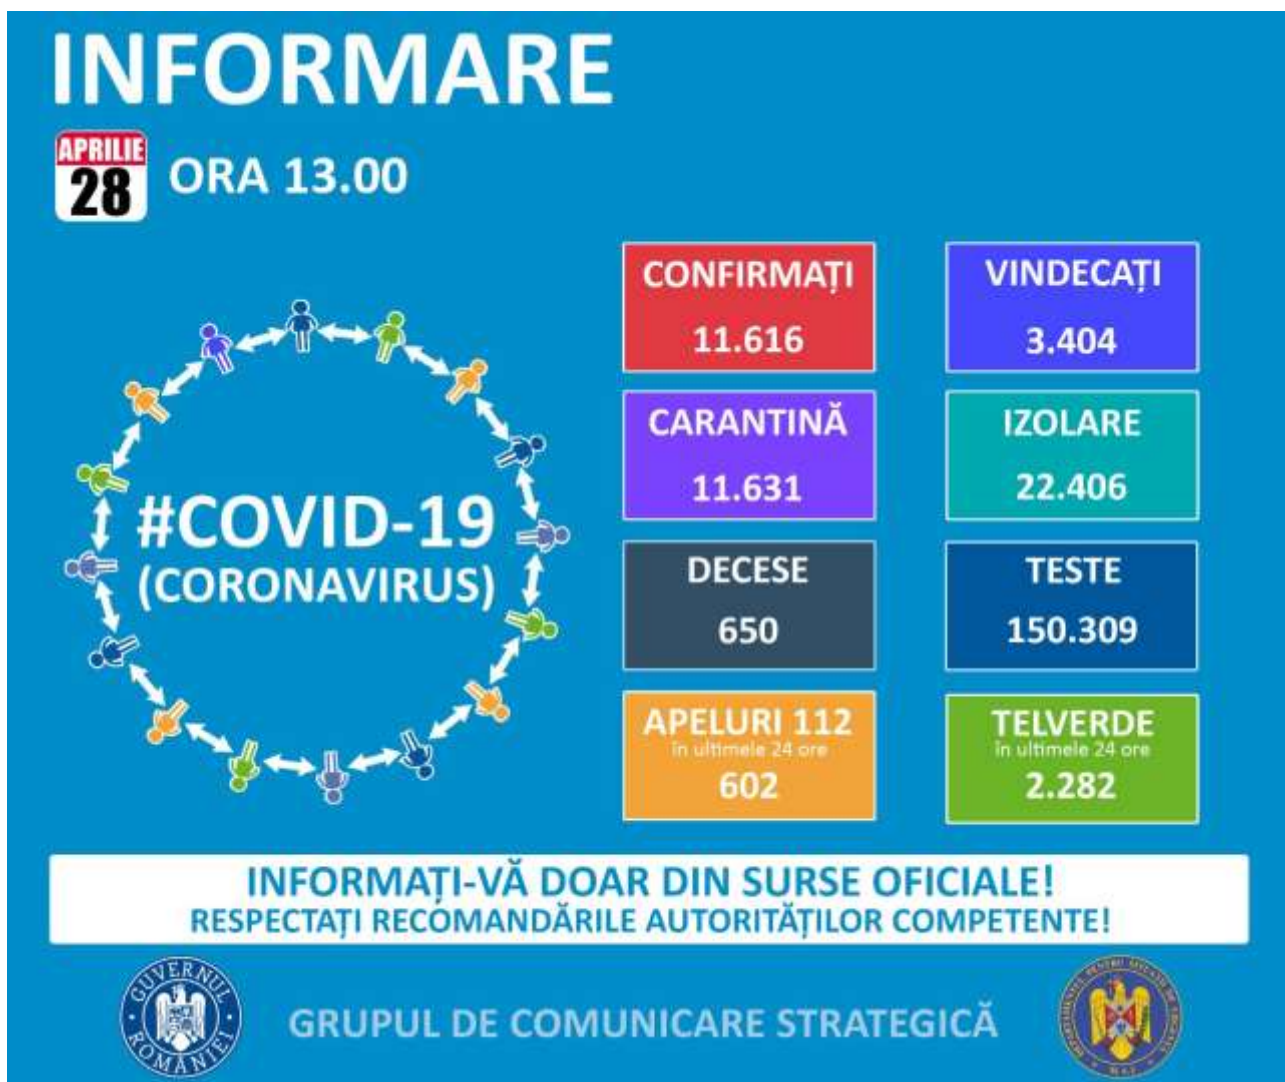 INFORMARE
APRILIE
28
ORA 13.00
CONFIRMAȚI
11.616
VINDECAȚI
3.404
CARANTINĂ
11.631
IZOLARE
22.406
#COVID-19
(CORONAVIRUS)
DECESE
650
TESTE
150.309
APELURI 112
în ultimele 24 ore
602
TELVERDE
în ultimele 24 ore
2.282
INFORMAȚI-VĂ DOAR DIN SURSE OFICIALE!
RESPECTAȚI RECOMANDĂRILE AUTORITĂȚILOR COMPETENTE!
GUVERNUL ROMÂNIEI
GRUPUL DE COMUNICARE STRATEGICĂ